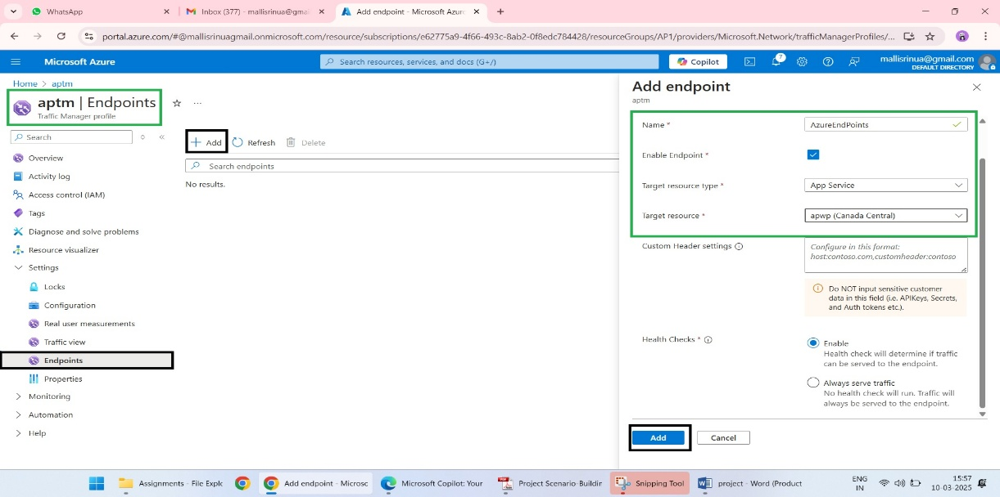 WhatsApp
Inbox (377) - mallisrinua@gmai
Add endpoint - Microsoft Azure
portal.azure.com/#@mallisrinuagmail.onmicrosoft.com/resource/subscriptions/e62775a9-4f66-493c-8ab2-0f8edc784428/resourceGroups/AP1/providers/Microsoft.Network/trafficManagerProfiles/...
Microsoft Azure
Search resources, services, and docs (G+/)
Copilot
7
mallisrinua@gmail.com
DEFAULT DIRECTORY
Home > aptm
aptm | Endpoints
Traffic Manager profile
Search
Overview
Activity log
Access control (IAM)
Tags
Diagnose and solve problems
Resource visualizer
Settings
Locks
Configuration
Real user measurements
Traffic view
Endpoints
Properties
Monitoring
Automation
Help
Add
Refresh
Delete
Search endpoints
No results.
Add endpoint
aptm
Name *
AzureEndPoints
Enable Endpoint *
Target resource type *
App Service
Target resource *
apwp (Canada Central)
Custom Header settings
Configure in this format:
host:contoso.com,customheader:contoso
Do NOT input sensitive customer
data in this field (i.e. APIKeys, Secrets,
and Auth tokens etc.).
Health Checks *
Enable
Health check will determine if traffic
can be served to the endpoint.
Always serve traffic
No health check will run. Traffic will
always be served to the endpoint.
Add
Cancel
Assignments - File Explo
Add endpoint - Microsc
Microsoft Copilot: Your
Project Scenario-Buildin
Snipping Tool
project - Word (Product
ENG
IN
15:57
10-03-2025